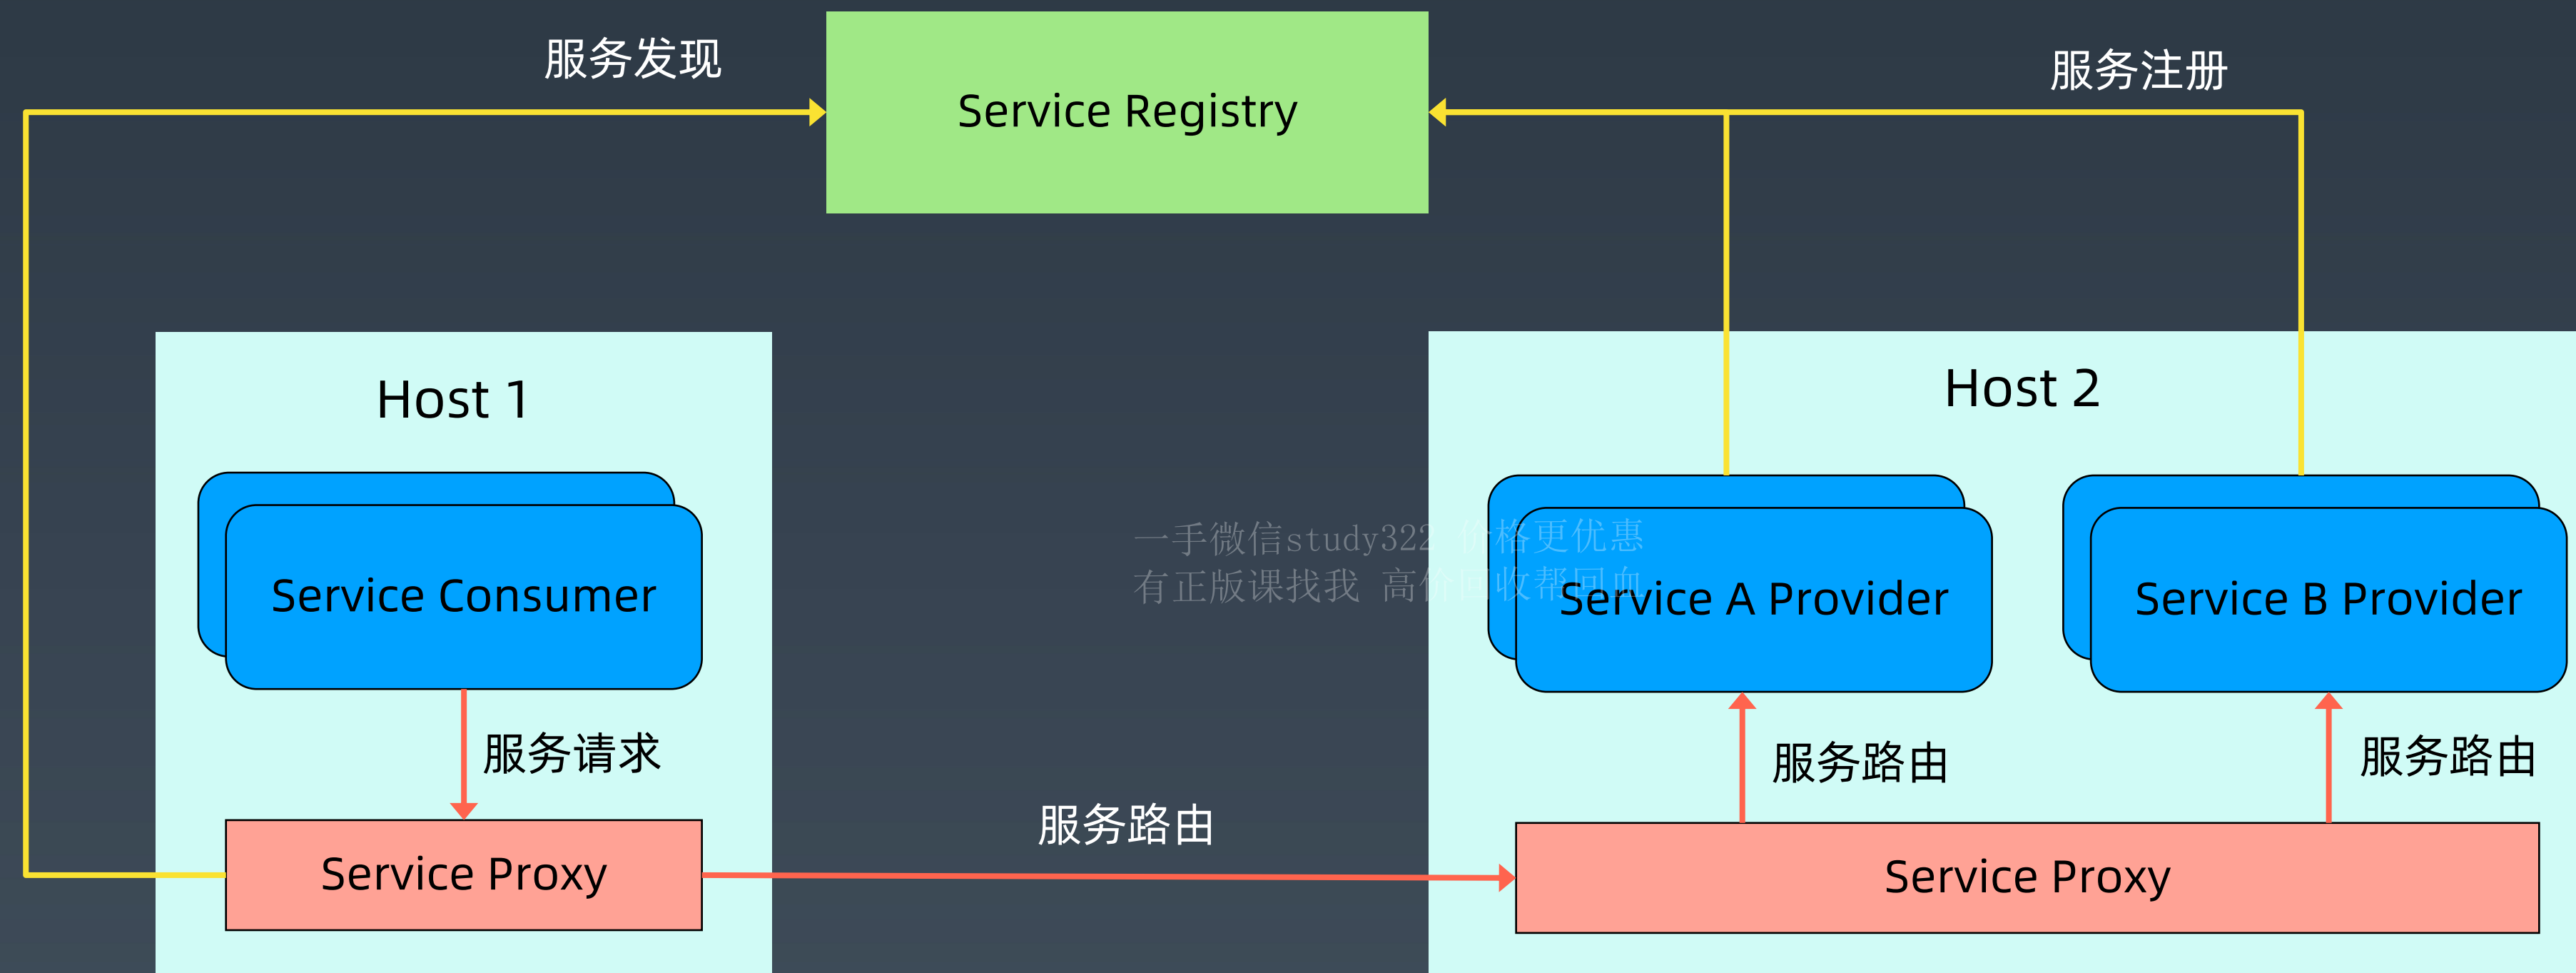 服务发现
Service Registry
服务注册
Host 1
Host 2
一手微信study322 价格更优惠
有正版课找我 高价回收帮回血
Service Consumer
Service A Provider
Service B Provider
服务请求
服务路由
服务路由
服务路由
Service Proxy
Service Proxy